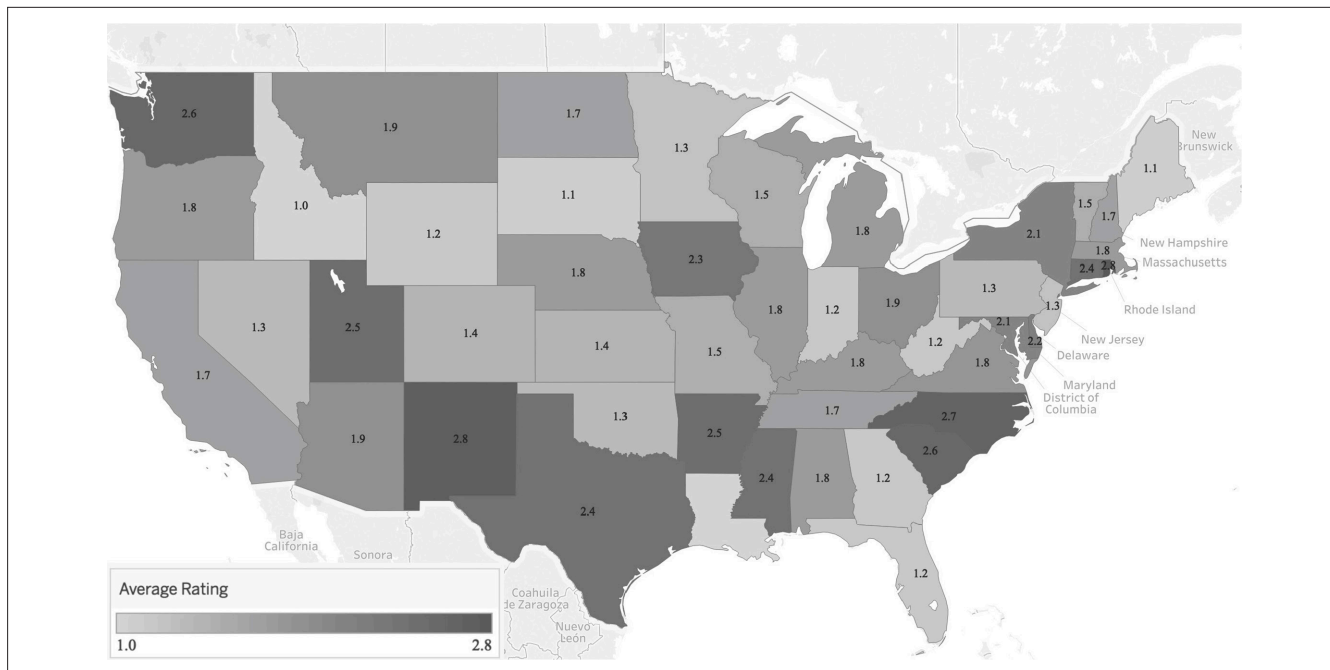 2.6
1.9
1.7
1.3
1.1
1.8
1.0
1.2
1.1
1.5
1.8
2.1
1.5
1.7
New
Brunswick
New Hampshire
1.8
Massachusetts
2.4
2.8
Rhode Island
1.3
2.5
1.4
1.8
2.3
1.8
1.2
1.9
1.3
1.3
New Jersey
2.1
2.2
Delaware
Maryland
District of
Columbia
1.7
1.4
1.5
1.8
1.2
1.8
1.9
2.8
1.3
2.5
1.7
2.7
2.6
2.4
2.4
1.8
1.2
1.2
Baja
California
Sonora
Coahuila
de Zaragoza
Nuevo
León
Average Rating
1.0
2.8